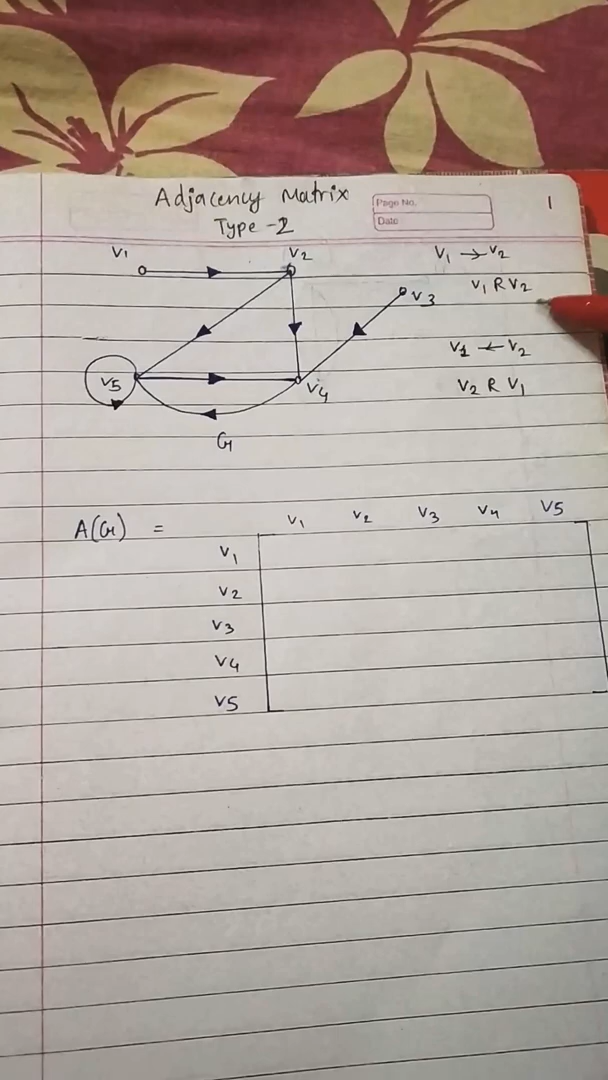 Adjacency Matrix
Type -2
Page No.
Date
1
V1 V2 V1 → V2
V3 V1 R V2
V1 ← V2
V5 V4 V2 R V1
G
A(G) = V1 V2 V3 V4 V5
V1
V2
V3
V4
V5